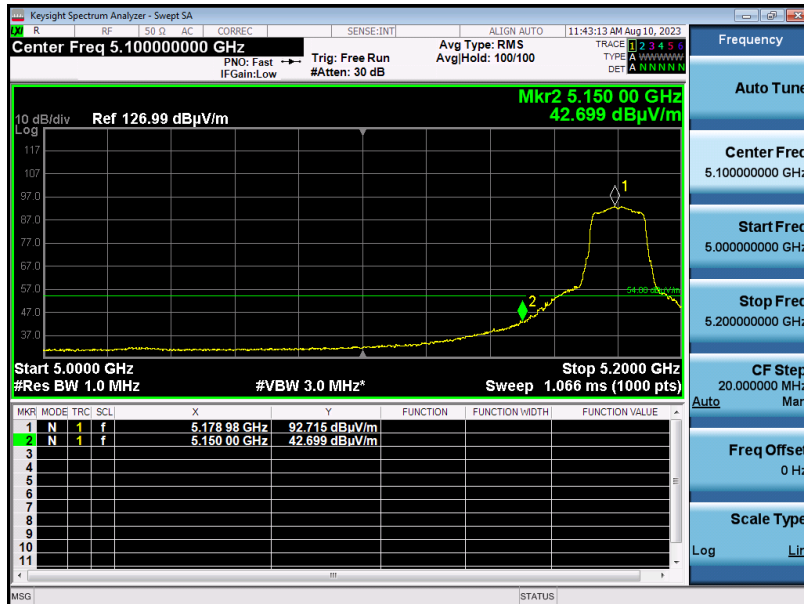 Keysight Spectrum Analyzer - Swept SA
LXI R RF 50 Ω AC CORREC SENSE:INT ALIGN AUTO 11:43:13 AM Aug 10, 2023
Center Freq 5.100000000 GHz
PNO: Fast
IFGain:Low
Trig: Free Run
#Atten: 30 dB
Avg Type: RMS
Avg|Hold: 100/100
TRACE 1 2 3 4 5 6
TYPE A WWWWW
DET A N N N N N
Mkr2 5.150 00 GHz
42.699 dBµV/m
10 dB/div Ref 126.99 dBµV/m
Log
117
107
97.0
87.0
77.0
67.0
57.0
47.0
37.0
1
2
54.00 dBµV/m
Start 5.0000 GHz Stop 5.2000 GHz
#Res BW 1.0 MHz #VBW 3.0 MHz* Sweep 1.066 ms (1000 pts)
MKR MODE TRC SCL X Y FUNCTION FUNCTION WIDTH FUNCTION VALUE
1 N 1 f 5.178 98 GHz 92.715 dBµV/m
2 N 1 f 5.150 00 GHz 42.699 dBµV/m
3
4
5
6
7
8
9
10
11
MSG STATUS
Frequency
Auto Tune
Center Freq
5.100000000 GHz
Start Freq
5.000000000 GHz
Stop Freq
5.200000000 GHz
CF Step
20.000000 MHz
Auto Man
Freq Offset
0 Hz
Scale Type
Log Lin